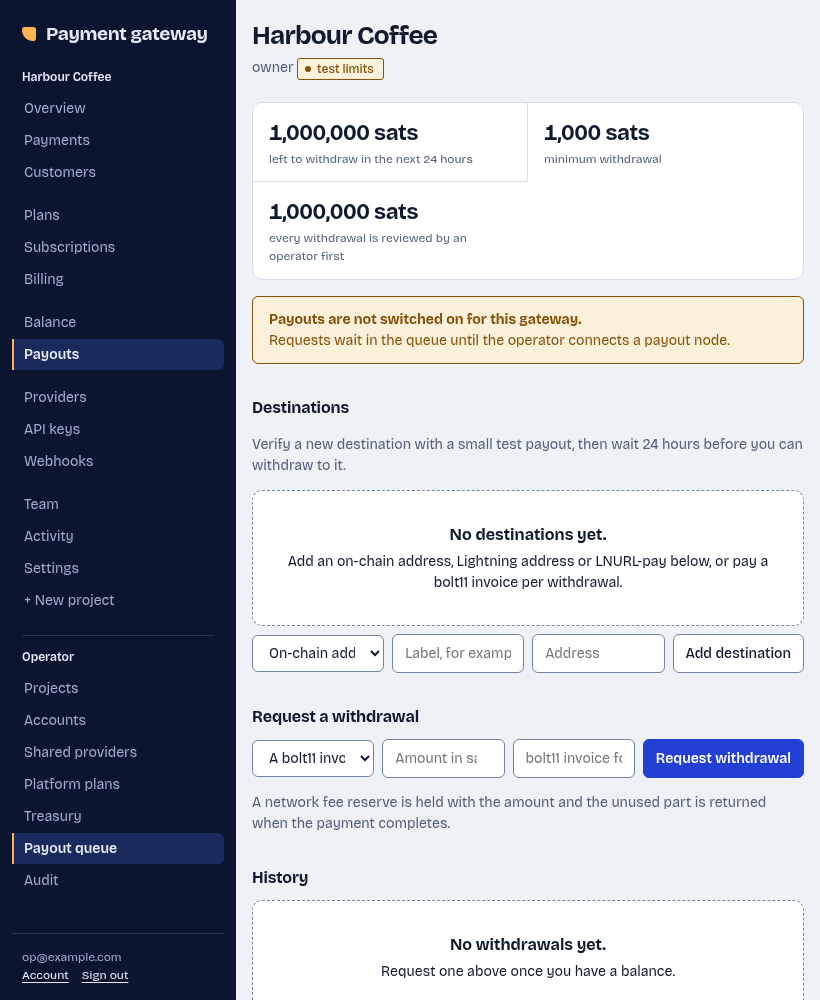 Payment gateway
Harbour Coffee
Overview
Payments
Customers
Plans
Subscriptions
Billing
Balance
Payouts
Providers
API keys
Webhooks
Team
Activity
Settings
+ New project
Operator
Projects
Accounts
Shared providers
Platform plans
Treasury
Payout queue
Audit
op@example.com
Account Sign out
Harbour Coffee
owner test limits
1,000,000 sats
left to withdraw in the next 24 hours
1,000 sats
minimum withdrawal
1,000,000 sats
every withdrawal is reviewed by an
operator first
Payouts are not switched on for this gateway.
Requests wait in the queue until the operator connects a payout node.
Destinations
Verify a new destination with a small test payout, then wait 24 hours before you can
withdraw to it.
No destinations yet.
Add an on-chain address, Lightning address or LNURL-pay below, or pay a
bolt11 invoice per withdrawal.
On-chain add Label, for examp Address Add destination
Request a withdrawal
A bolt11 invo Amount in sa bolt11 invoice fo Request withdrawal
A network fee reserve is held with the amount and the unused part is returned
when the payment completes.
History
No withdrawals yet.
Request one above once you have a balance.